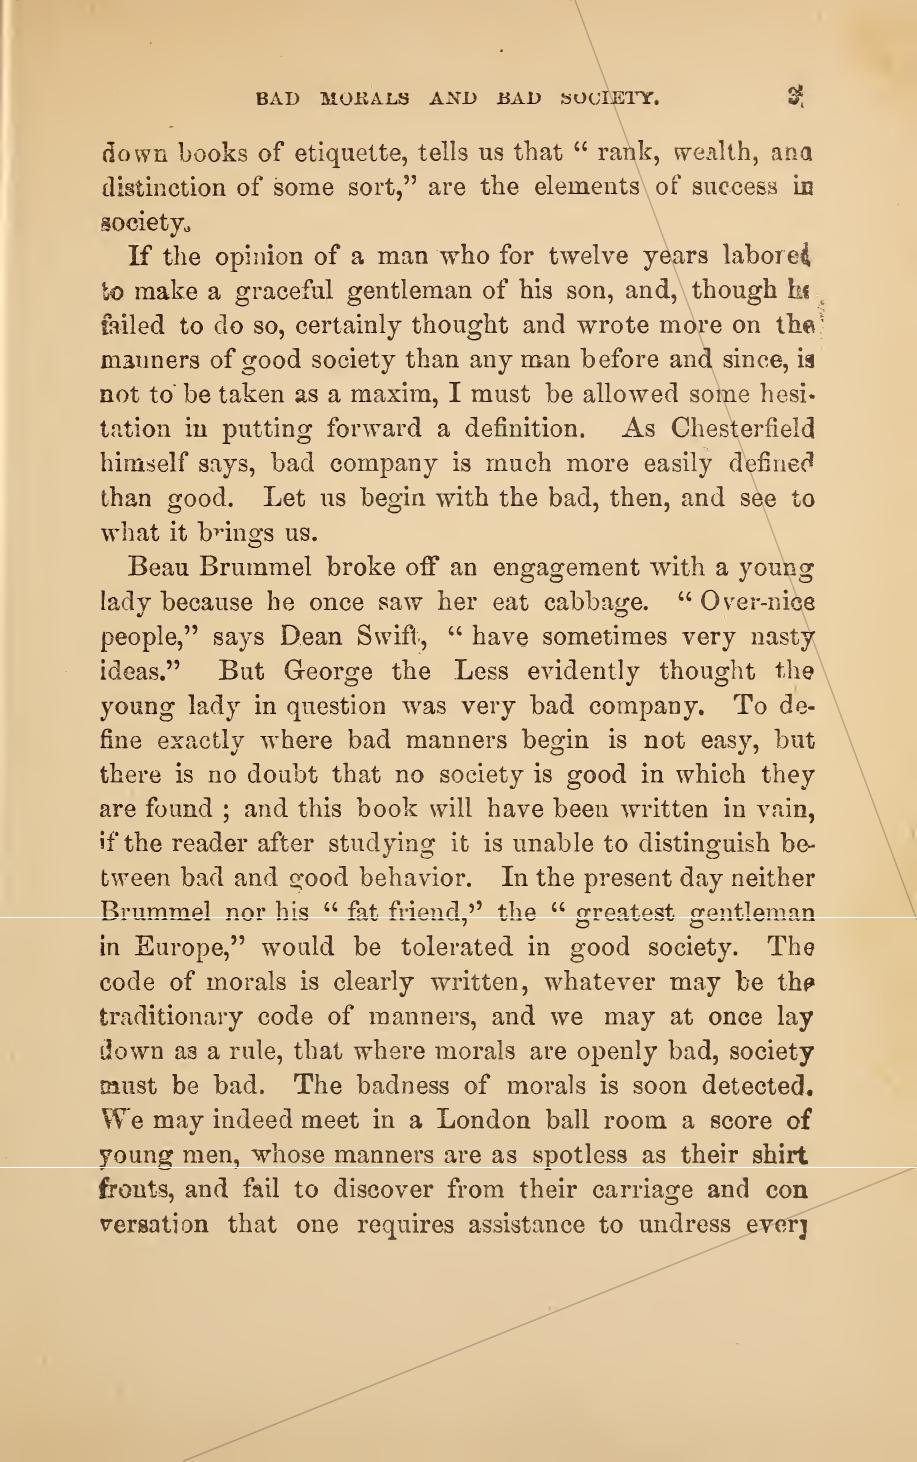 BAD MORALS AND BAD SOCIETY.
down books of etiquette, tells us that “ rank, wealth, and
distinction of some sort,” are the elements of success in
society.
If the opinion of a man who for twelve years labored
to make a graceful gentleman of his son, and, though he
failed to do so, certainly thought and wrote more on the
manners of good society than any man before and since, is
not to be taken as a maxim, I must be allowed some hesi-
tation in putting forward a definition. As Chesterfield
himself says, bad company is much more easily defined
than good. Let us begin with the bad, then, and see to
what it brings us.
Beau Brummel broke off an engagement with a young
lady because he once saw her eat cabbage. “ Over-nice
people,” says Dean Swift, “ have sometimes very nasty
ideas.” But George the Less evidently thought the
young lady in question was very bad company. To de-
fine exactly where bad manners begin is not easy, but
there is no doubt that no society is good in which they
are found ; and this book will have been written in vain,
if the reader after studying it is unable to distinguish be-
tween bad and good behavior. In the present day neither
Brummel nor his “ fat friend,” the “ greatest gentleman
in Europe,” would be tolerated in good society. The
code of morals is clearly written, whatever may be the
traditionary code of manners, and we may at once lay
down as a rule, that where morals are openly bad, society
must be bad. The badness of morals is soon detected.
We may indeed meet in a London ball room a score of
young men, whose manners are as spotless as their shirt
fronts, and fail to discover from their carriage and con
versation that one requires assistance to undress every